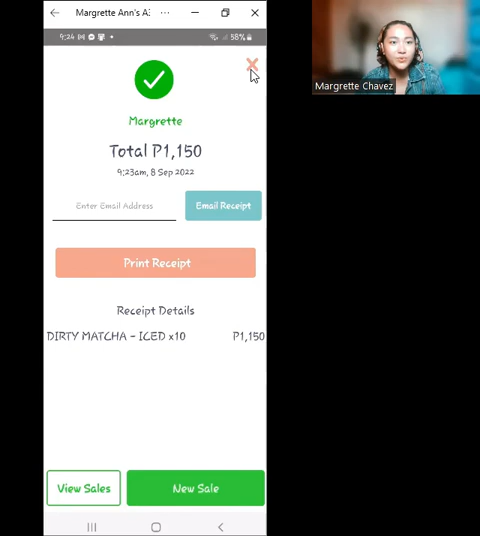 Margrette Ann's A
9:24
58%
Margrette Chavez
Margrette
Total P1,150
9:23am, 8 Sep 2022
Enter Email Address
Email Receipt
Print Receipt
Receipt Details
DIRTY MATCHA - ICED x10 P1,150
View Sales
New Sale